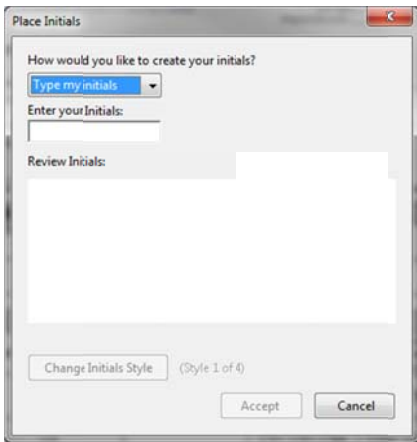 Place Initials
How would you like to create your initials?
Type my initials
Enter your Initials:
Review Initials:
Change Initials Style (Style 1 of 4)
Accept Cancel